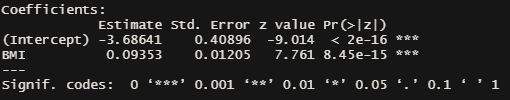 Coefficients:
Estimate Std. Error z value Pr(>|z|)
(Intercept) -3.68641 0.40896 -9.014 < 2e-16 ***
BMI 0.09353 0.01205 7.761 8.45e-15 ***
---
Signif. codes: 0 ‘***’ 0.001 ‘**’ 0.01 ‘*’ 0.05 ‘.’ 0.1 ‘ ’ 1